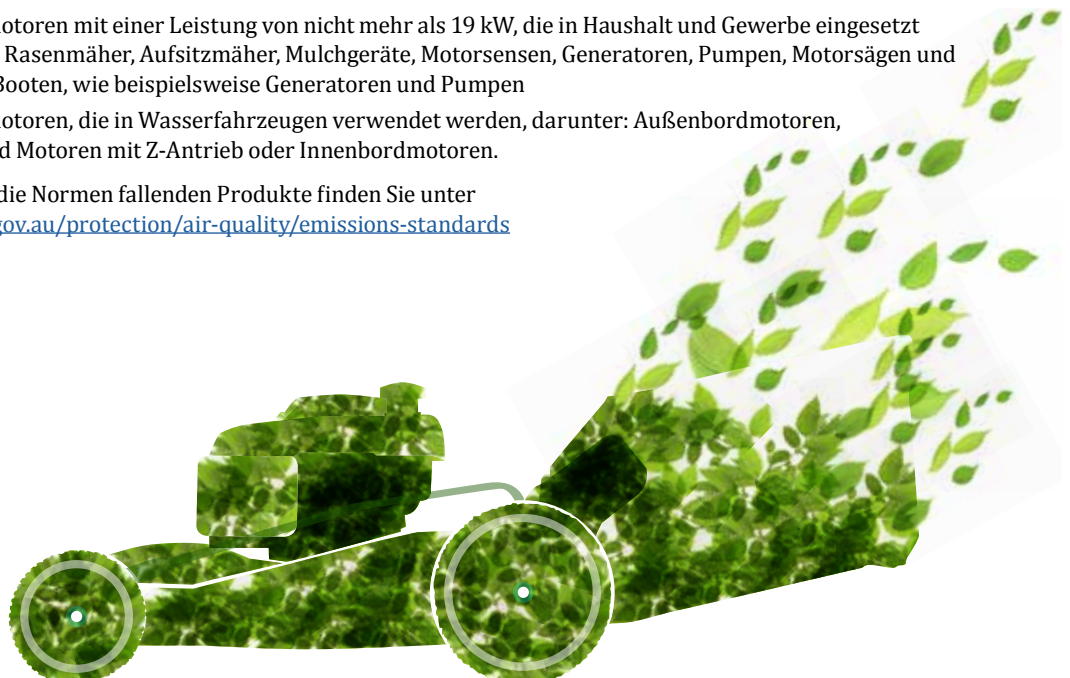 otoren mit einer Leistung von nicht mehr als 19 kW, die in Haushalt und Gewerbe eingesetzt
Rasenmäher, Aufsitzmäher, Mulchgeräte, Motorsensen, Generatoren, Pumpen, Motorsägen und
Booten, wie beispielsweise Generatoren und Pumpen
otoren, die in Wasserfahrzeugen verwendet werden, darunter: Außenbordmotoren,
d Motoren mit Z-Antrieb oder Innenbordmotoren.
die Normen fallenden Produkte finden Sie unter
gov.au/protection/air-quality/emissions-standards